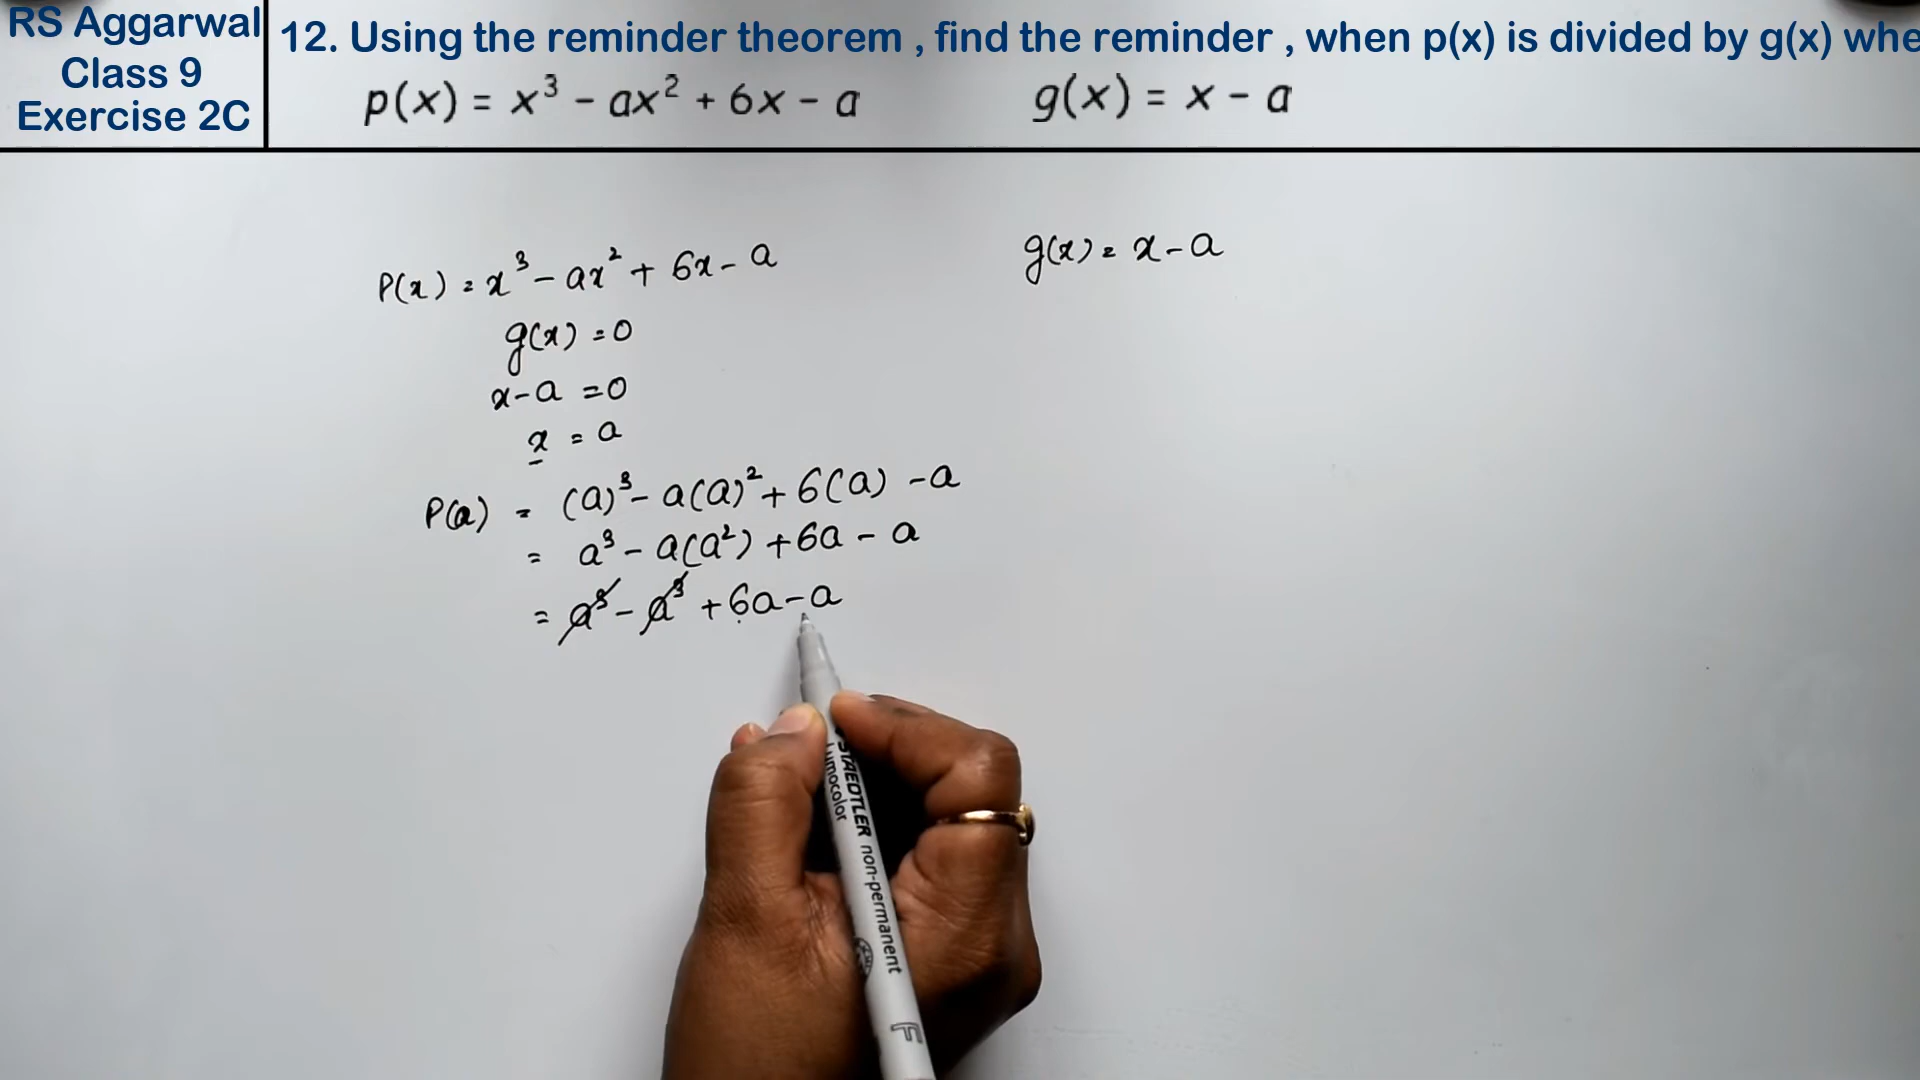 RS Aggarwal
Class 9
Exercise 2C
12. Using the reminder theorem , find the reminder , when p(x) is divided by g(x) whe
p(x) = x³ - ax² + 6x - a
g(x) = x - a
P(x) = x³ - ax² + 6x - a
g(x) = x - a
g(x) = 0
x - a = 0
x = a
P(a) = (a)³ - a(a)² + 6(a) - a
= a³ - a(a²) + 6a - a
= a³ - a³ + 6a - a
STAEDTLER non-permanent
Lumocolor
F